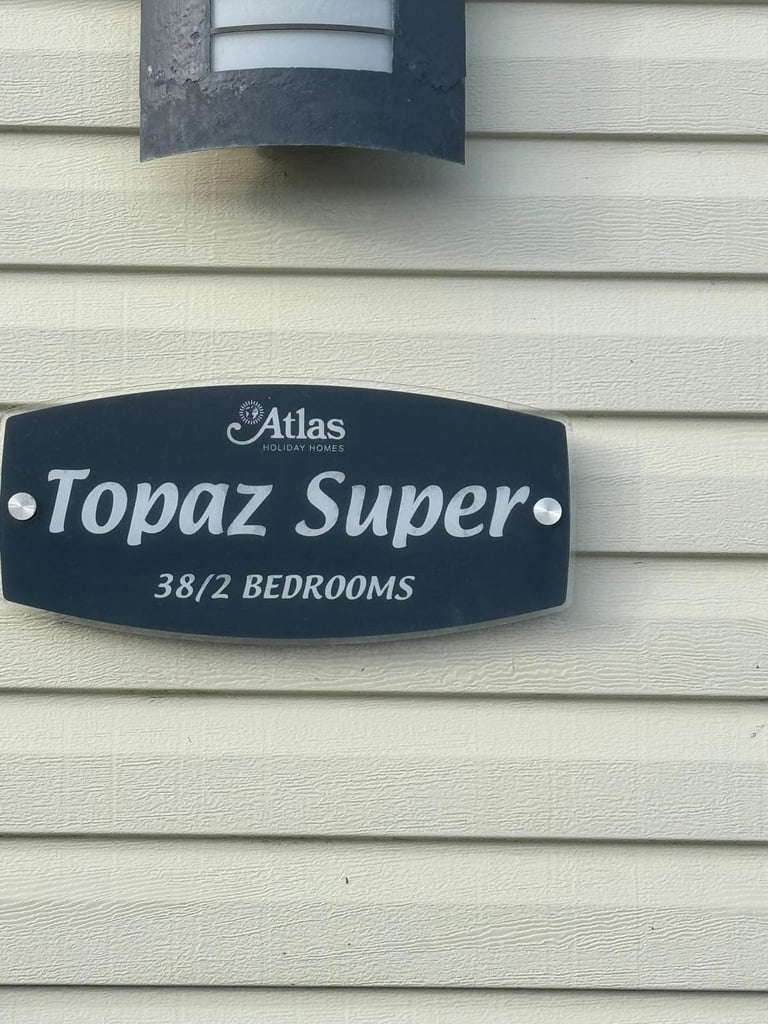 Atlas
HOLIDAY HOMES
Topaz Super
38/2 BEDROOMS